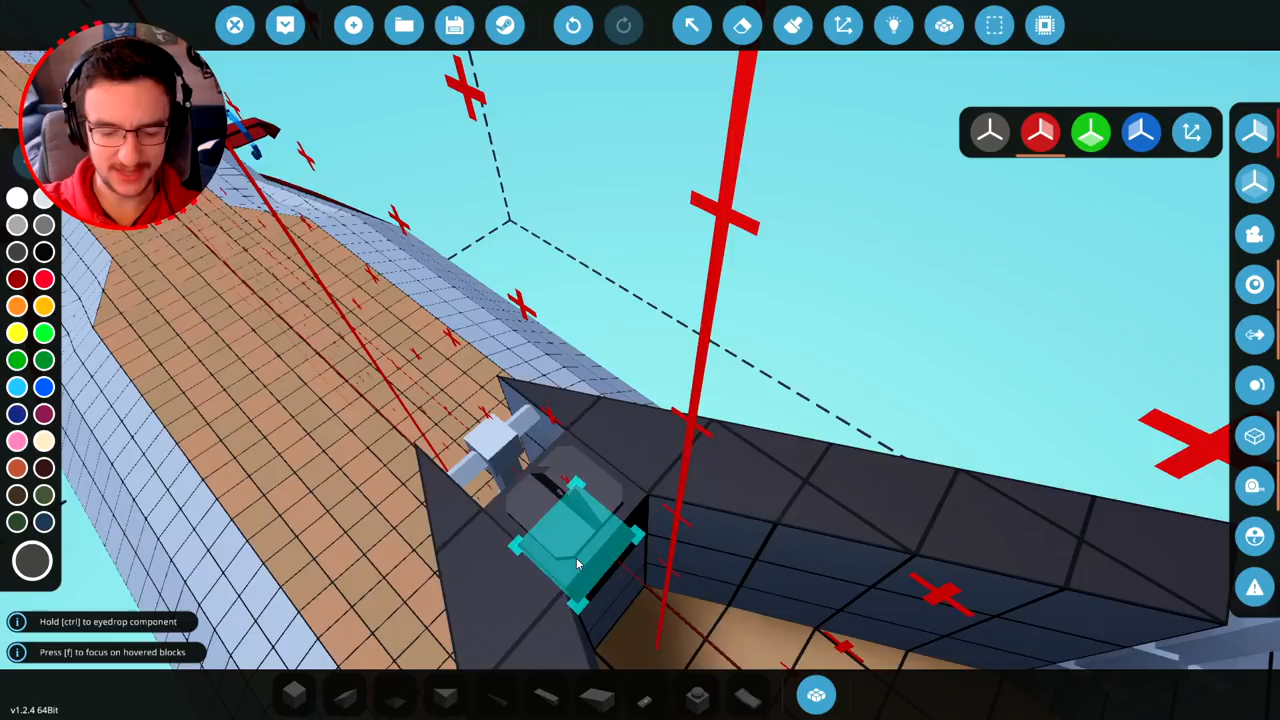 Hold [ctrl] to eyedrop component
Press [f] to focus on hovered blocks
v1.2.4 64Bit